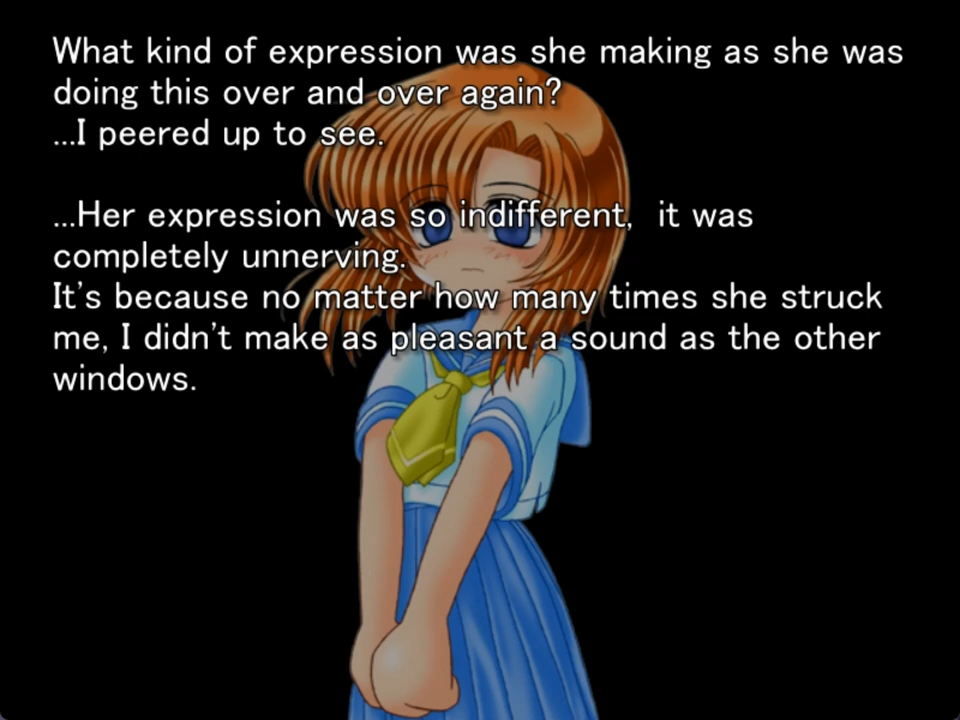 What kind of expression was she making as she was
doing this over and over again?
...I peered up to see.
...Her expression was so indifferent,  it was
completely unnerving.
It's because no matter how many times she struck
me, I didn't make as pleasant a sound as the other
windows.